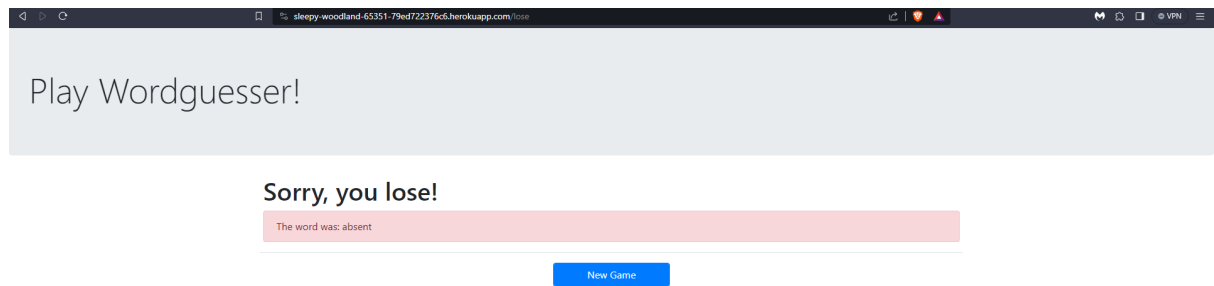 sleepy-woodland-65351-79ed722376c6.herokuapp.com/lose
VPN
Play Wordguesser!
Sorry, you lose!
The word was: absent
New Game